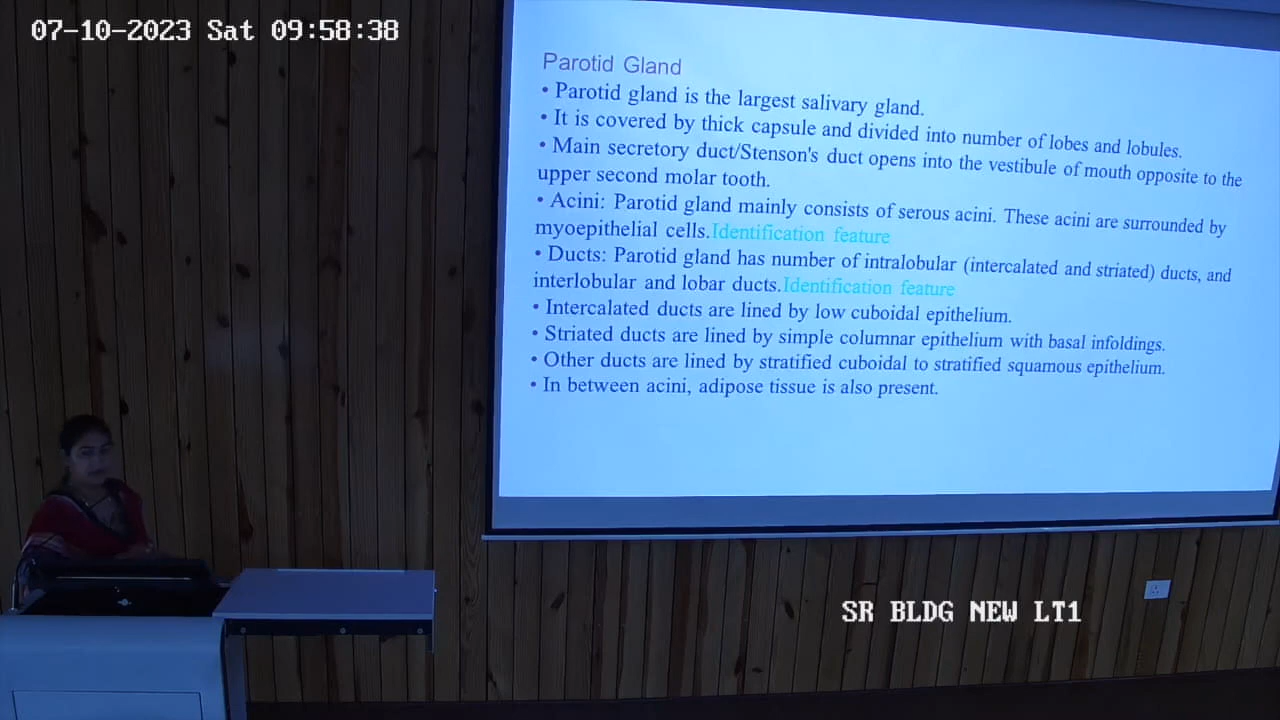 07-10-2023 Sat 09:58:38
Parotid Gland
• Parotid gland is the largest salivary gland.
• It is covered by thick capsule and divided into number of lobes and lobules.
• Main secretory duct/Stenson's duct opens into the vestibule of mouth opposite to the
upper second molar tooth.
• Acini: Parotid gland mainly consists of serous acini. These acini are surrounded by
myoepithelial cells.Identification feature
• Ducts: Parotid gland has number of intralobular (intercalated and striated) ducts, and
interlobular and lobar ducts.Identification feature
• Intercalated ducts are lined by low cuboidal epithelium.
• Striated ducts are lined by simple columnar epithelium with basal infoldings.
• Other ducts are lined by stratified cuboidal to stratified squamous epithelium.
• In between acini, adipose tissue is also present.
SR BLDG NEW LT1